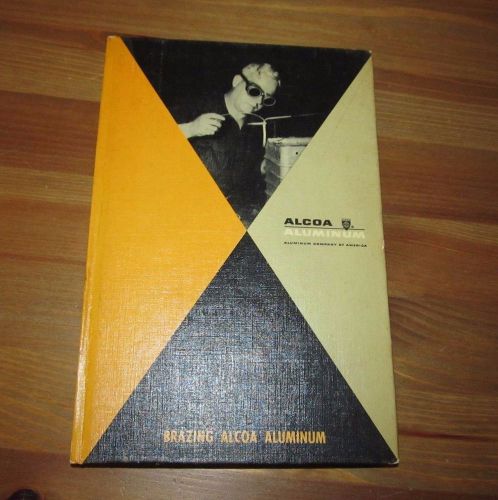 ALCOA
ALUMINUM
ALUMINUM COMPANY OF AMERICA
BRAZING ALCOA ALUMINUM